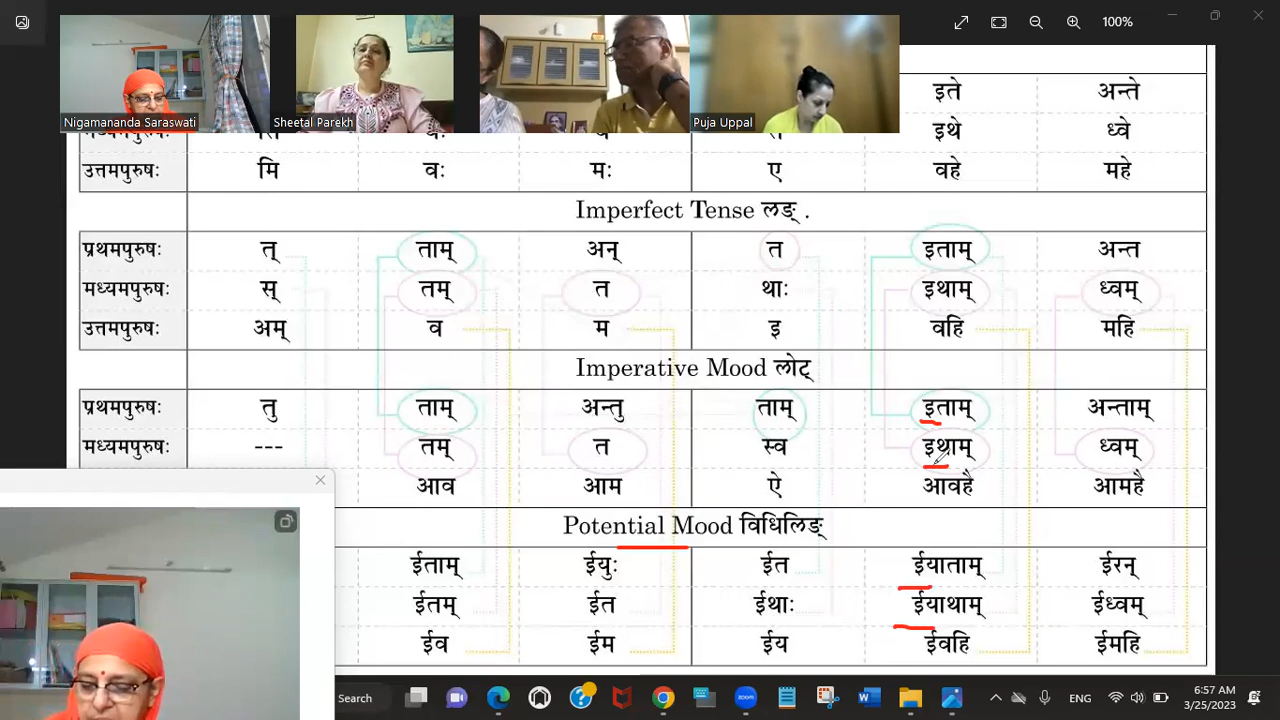 100%
Nigamananda Saraswati
Sheetal Parekh
Puja Uppal
इते अन्ते
इथे ध्वे
उत्तमपुरुषः मि वः मः ए वहे महे
Imperfect Tense लङ् .
प्रथमपुरुषः त् ताम् अन् त इताम् अन्त
मध्यमपुरुषः स् तम् त थाः इथाम् ध्वम्
उत्तमपुरुषः अम् व म इ वहि महि
Imperative Mood लोट्
प्रथमपुरुषः तु ताम् अन्तु ताम् इताम् अन्ताम्
मध्यमपुरुषः --- तम् त स्व इथाम् ध्वम्
आव आम ऐ आवहै आमहै
Potential Mood विधिलिङ्
ईताम् ईयुः ईत ईयाताम् ईरन्
ईतम् ईत ईथाः ईयाथाम् ईध्वम्
ईव ईम ईय ईवहि ईमहि
Search
zoom
ENG
6:57 AM
3/25/2023